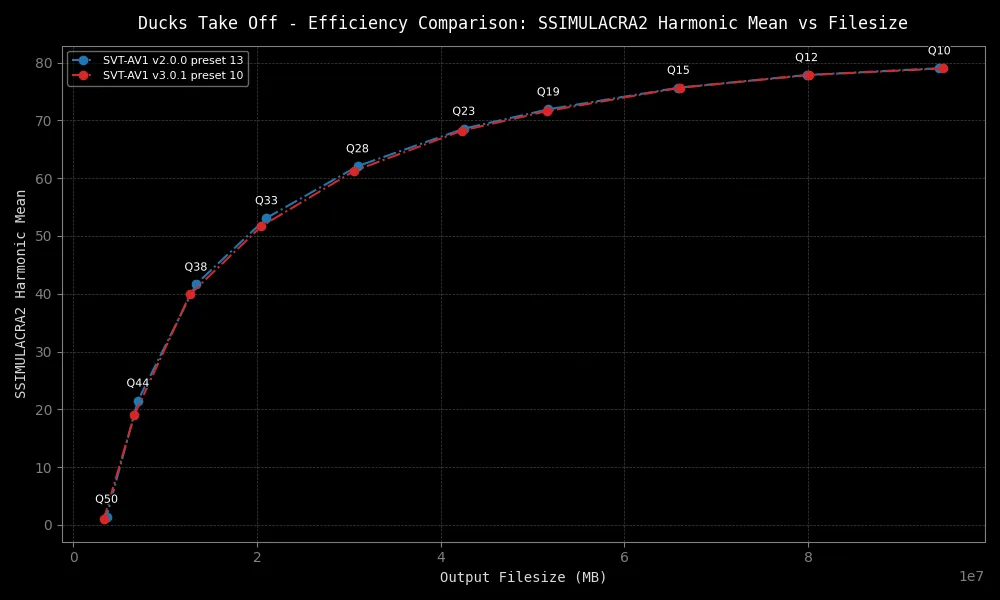 Ducks Take Off - Efficiency Comparison: SSIMULACRA2 Harmonic Mean vs Filesize
SVT-AV1 v2.0.0 preset 13
SVT-AV1 v3.0.1 preset 10
Q10
Q12
Q15
Q19
Q23
Q28
Q33
Q38
Q44
Q50
80
70
60
50
40
30
20
10
0
SSIMULACRA2 Harmonic Mean
0 2 4 6 8
1e7
Output Filesize (MB)